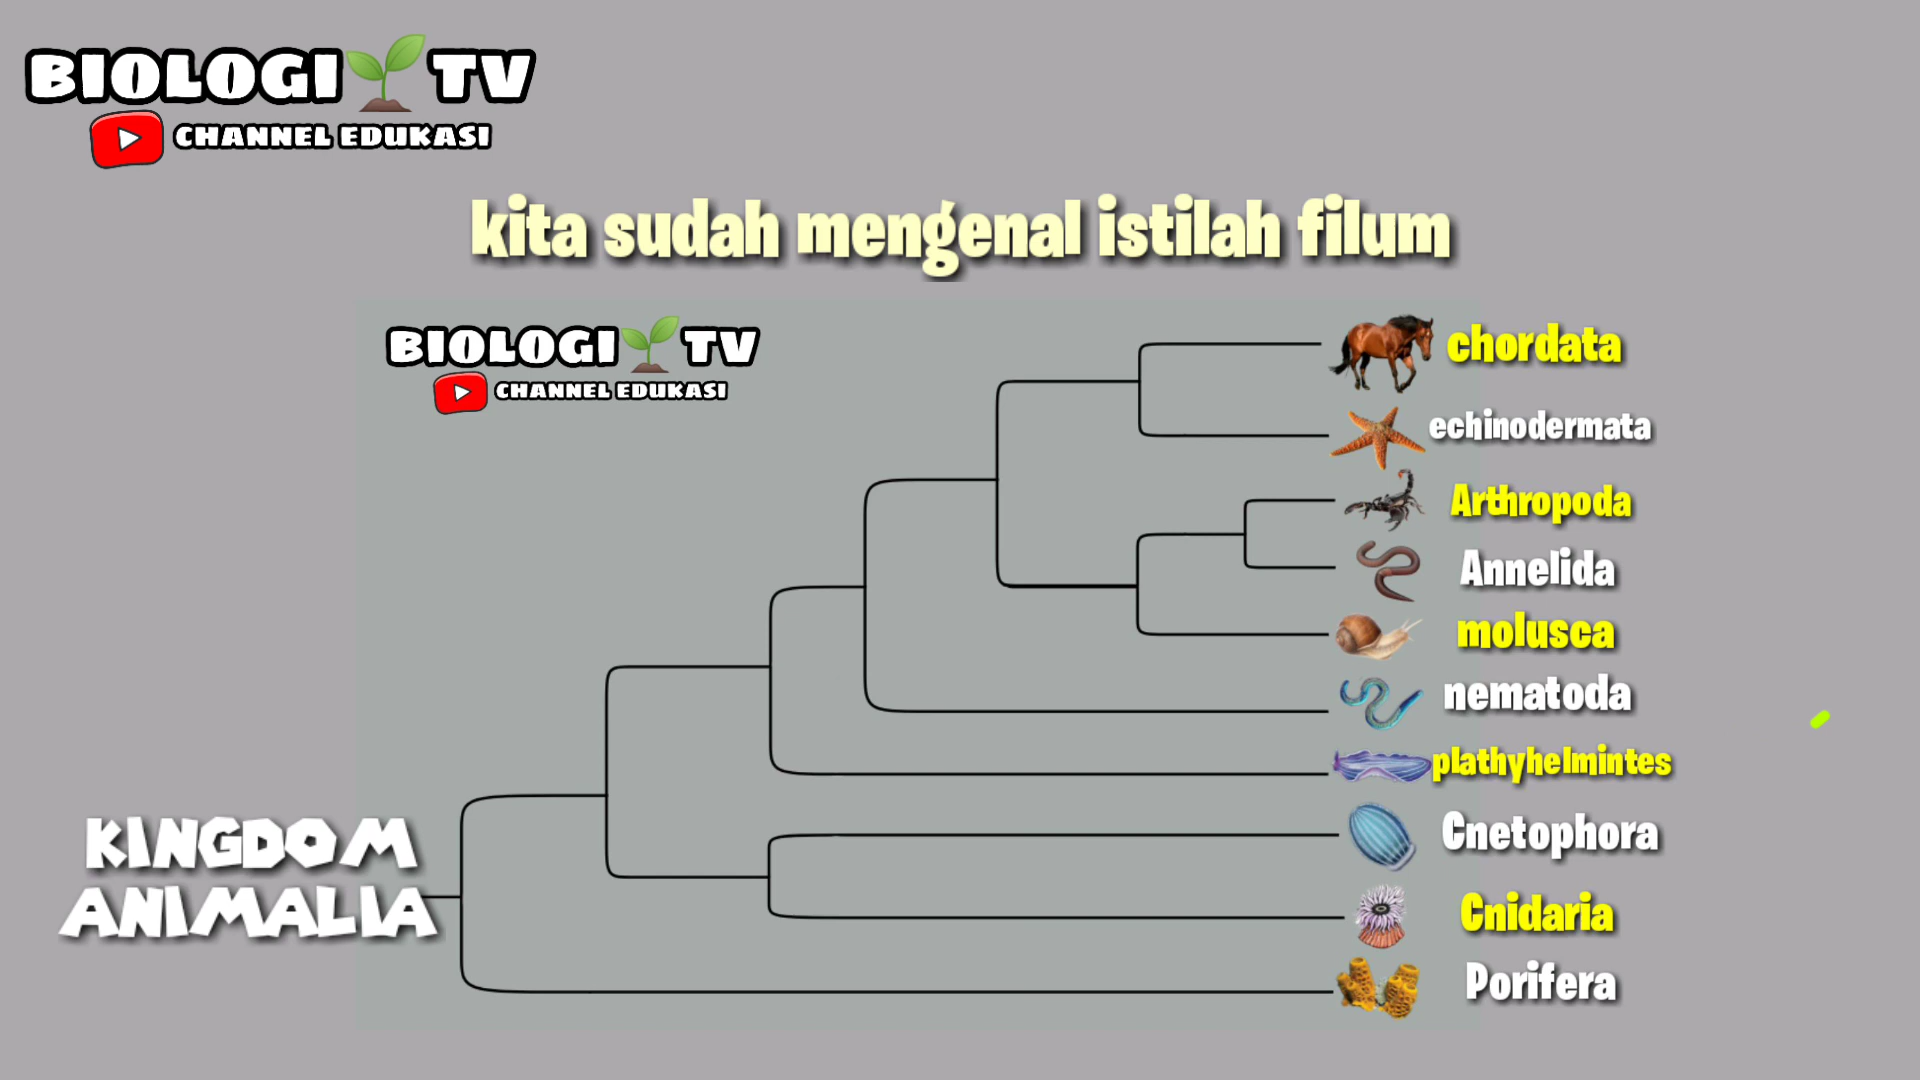 BIOLOGI TV
CHANNEL EDUKASI
kita sudah mengenal istilah filum
BIOLOGI TV
CHANNEL EDUKASI
chordata
echinodermata
Arthropoda
Annelida
molusca
nematoda
plathyhelmintes
Cnetophora
Cnidaria
Porifera
KINGDOM
ANIMALIA